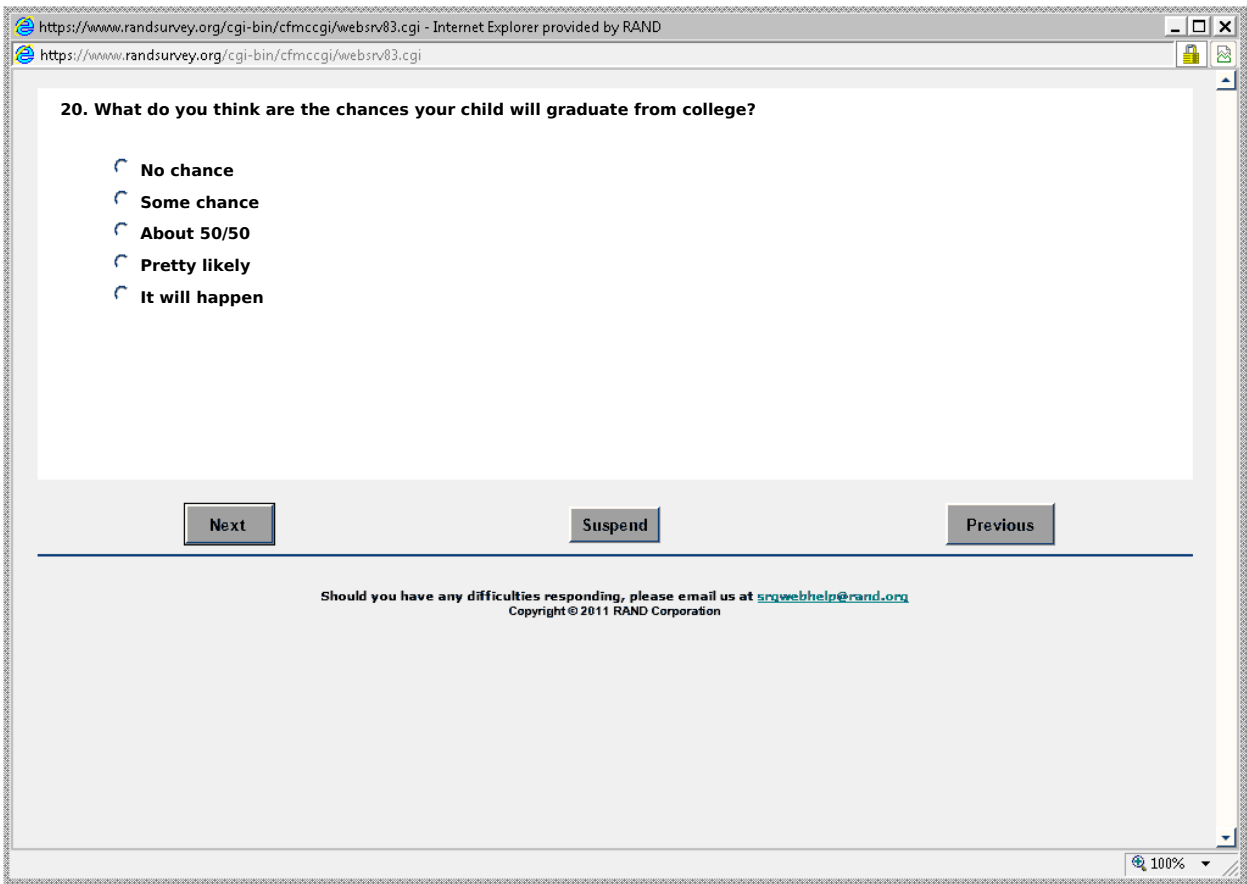 https://www.randsurvey.org/cgi-bin/cfmccgi/websrv83.cgi - Internet Explorer provided by RAND
https://www.randsurvey.org/cgi-bin/cfmccgi/websrv83.cgi
20. What do you think are the chances your child will graduate from college?
No chance
Some chance
About 50/50
Pretty likely
It will happen
Next Suspend Previous
Should you have any difficulties responding, please email us at srgwebhelp@rand.org
Copyright © 2011 RAND Corporation
100%